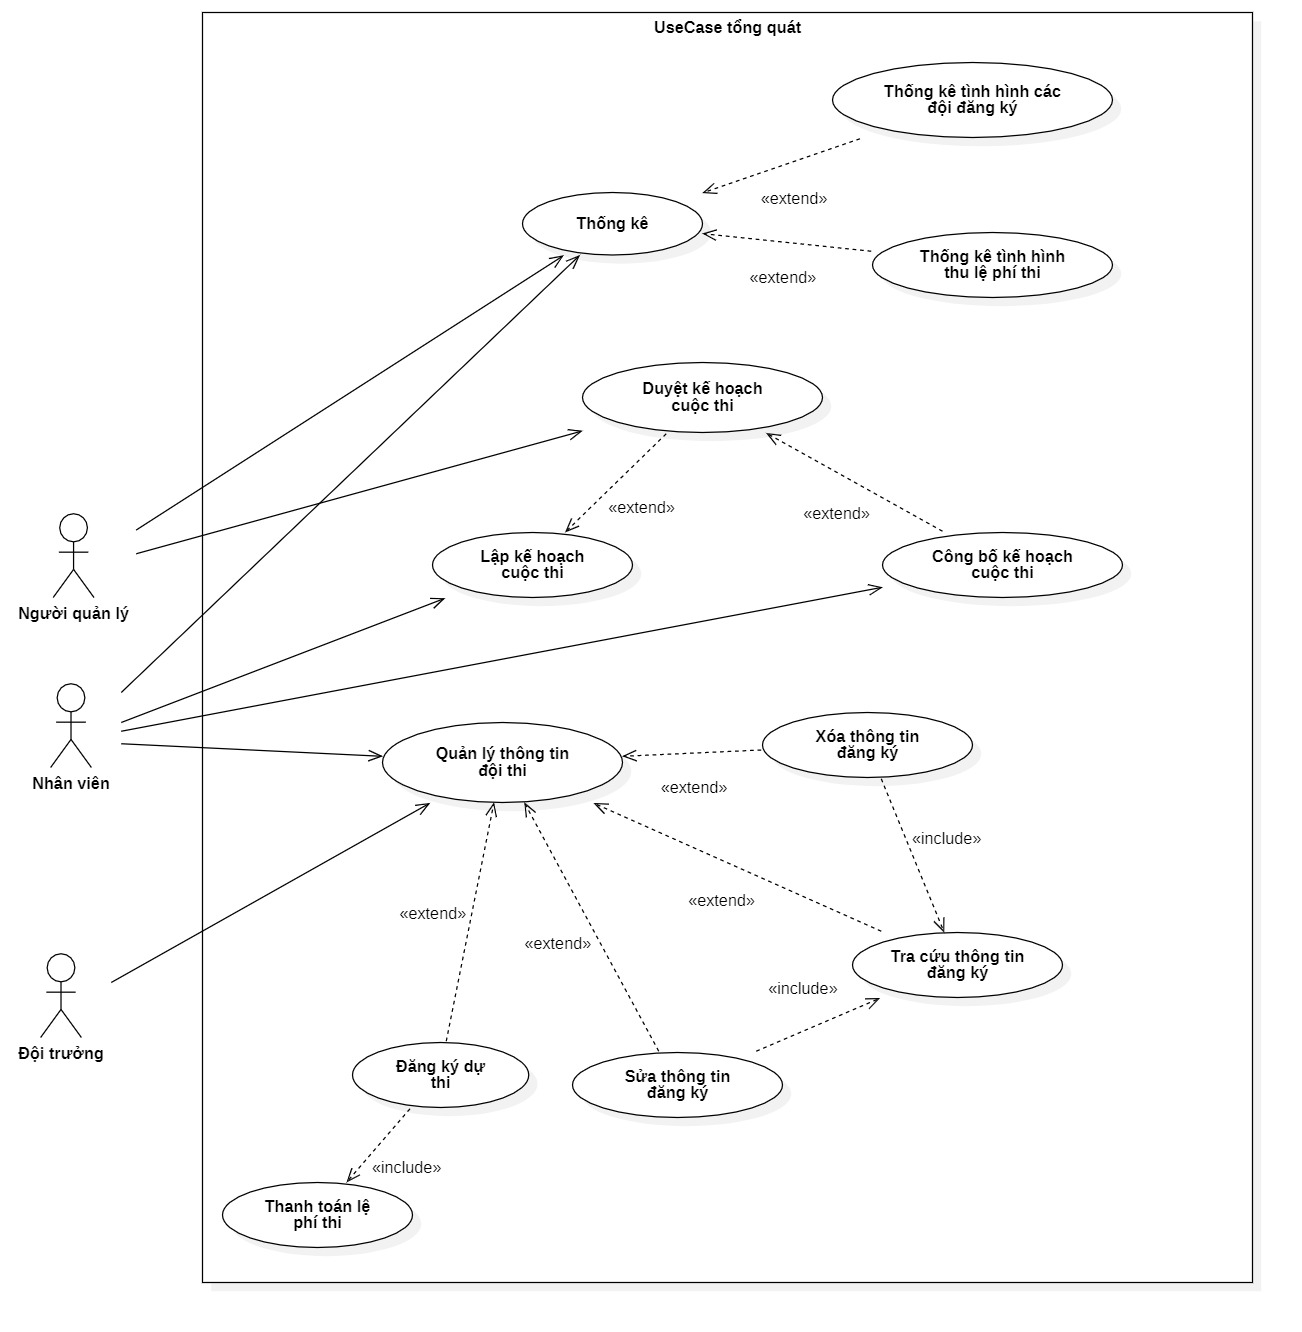 UseCase tổng quát
Thống kê tình hình các
đội đăng ký
«extend»
Thống kê
Thống kê tình hình
thu lệ phí thi
«extend»
Duyệt kế hoạch
cuộc thi
«extend»
«extend»
Lập kế hoạch
cuộc thi
Công bố kế hoạch
cuộc thi
Người quản lý
Nhân viên
Quản lý thông tin
đội thi
Xóa thông tin
đăng ký
«extend»
«include»
«extend»
«extend»
«extend»
Tra cứu thông tin
đăng ký
«include»
Đội trưởng
Đăng ký dự
thi
Sửa thông tin
đăng ký
«include»
Thanh toán lệ
phí thi